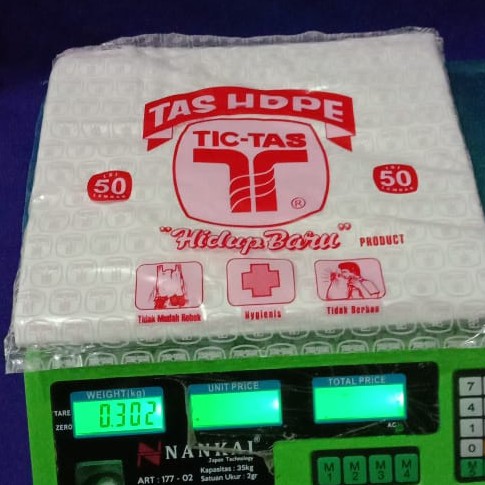 TAS HDPE
TIC-TAS
®
ISI
50
LEMBAR
ISI
50
LEMBAR
"Hidup Baru" PRODUCT
Tidak Mudah Robek
Hygienis
Tidak Berbau
WEIGHT(kg)
UNIT PRICE
TOTAL PRICE
TARE
ZERO
0.302
AC
NANKAI
Japan Technology
ART : 177 - 02
Kapasitas : 35kg
Satuan Ukur : 2gr
M1
M2
M3
M4
7
4
1
0